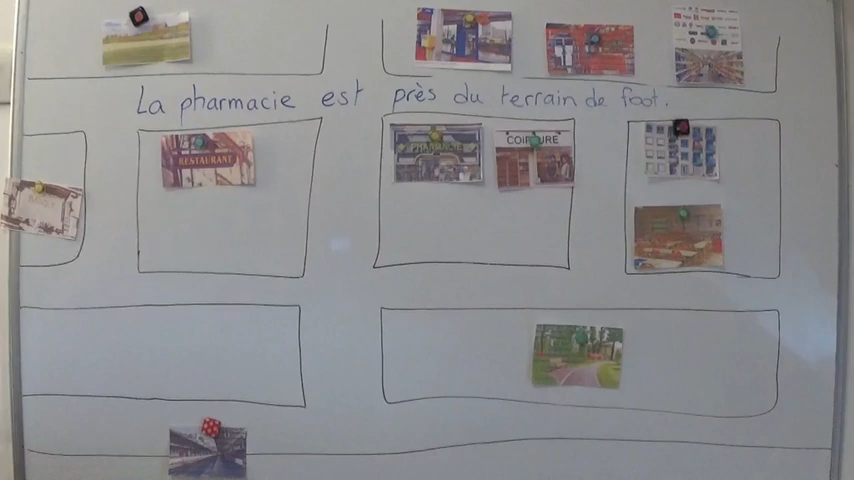 La pharmacie est près du terrain de foot.
RESTAURANT
PHARMACIE
COIFFURE